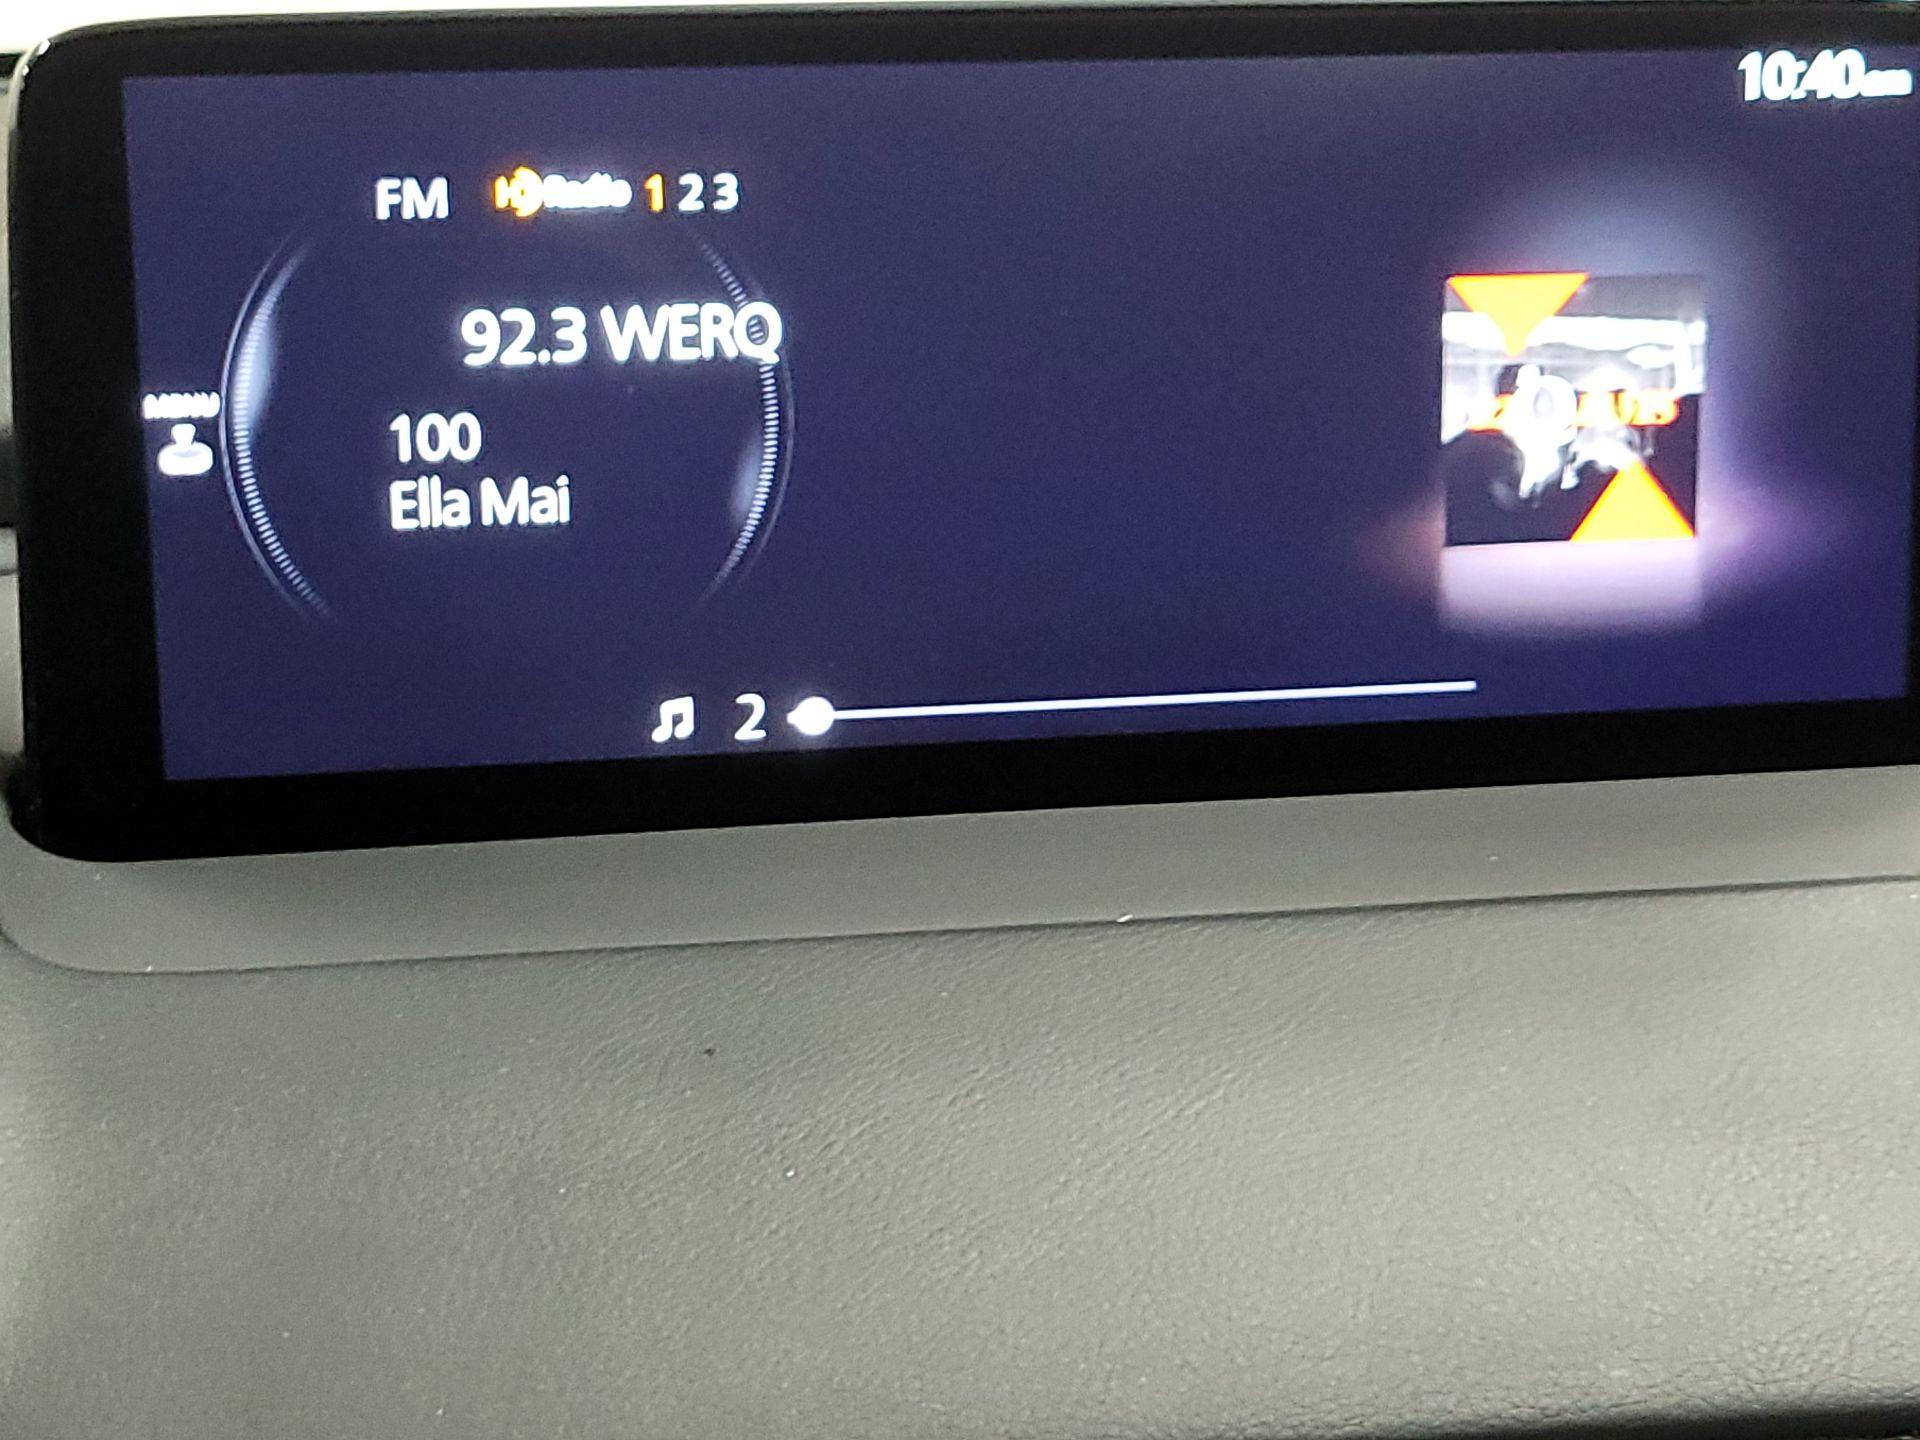 10:40am
FM HD Radio 1 2 3
92.3 WERQ
MENU
100
Ella Mai
2